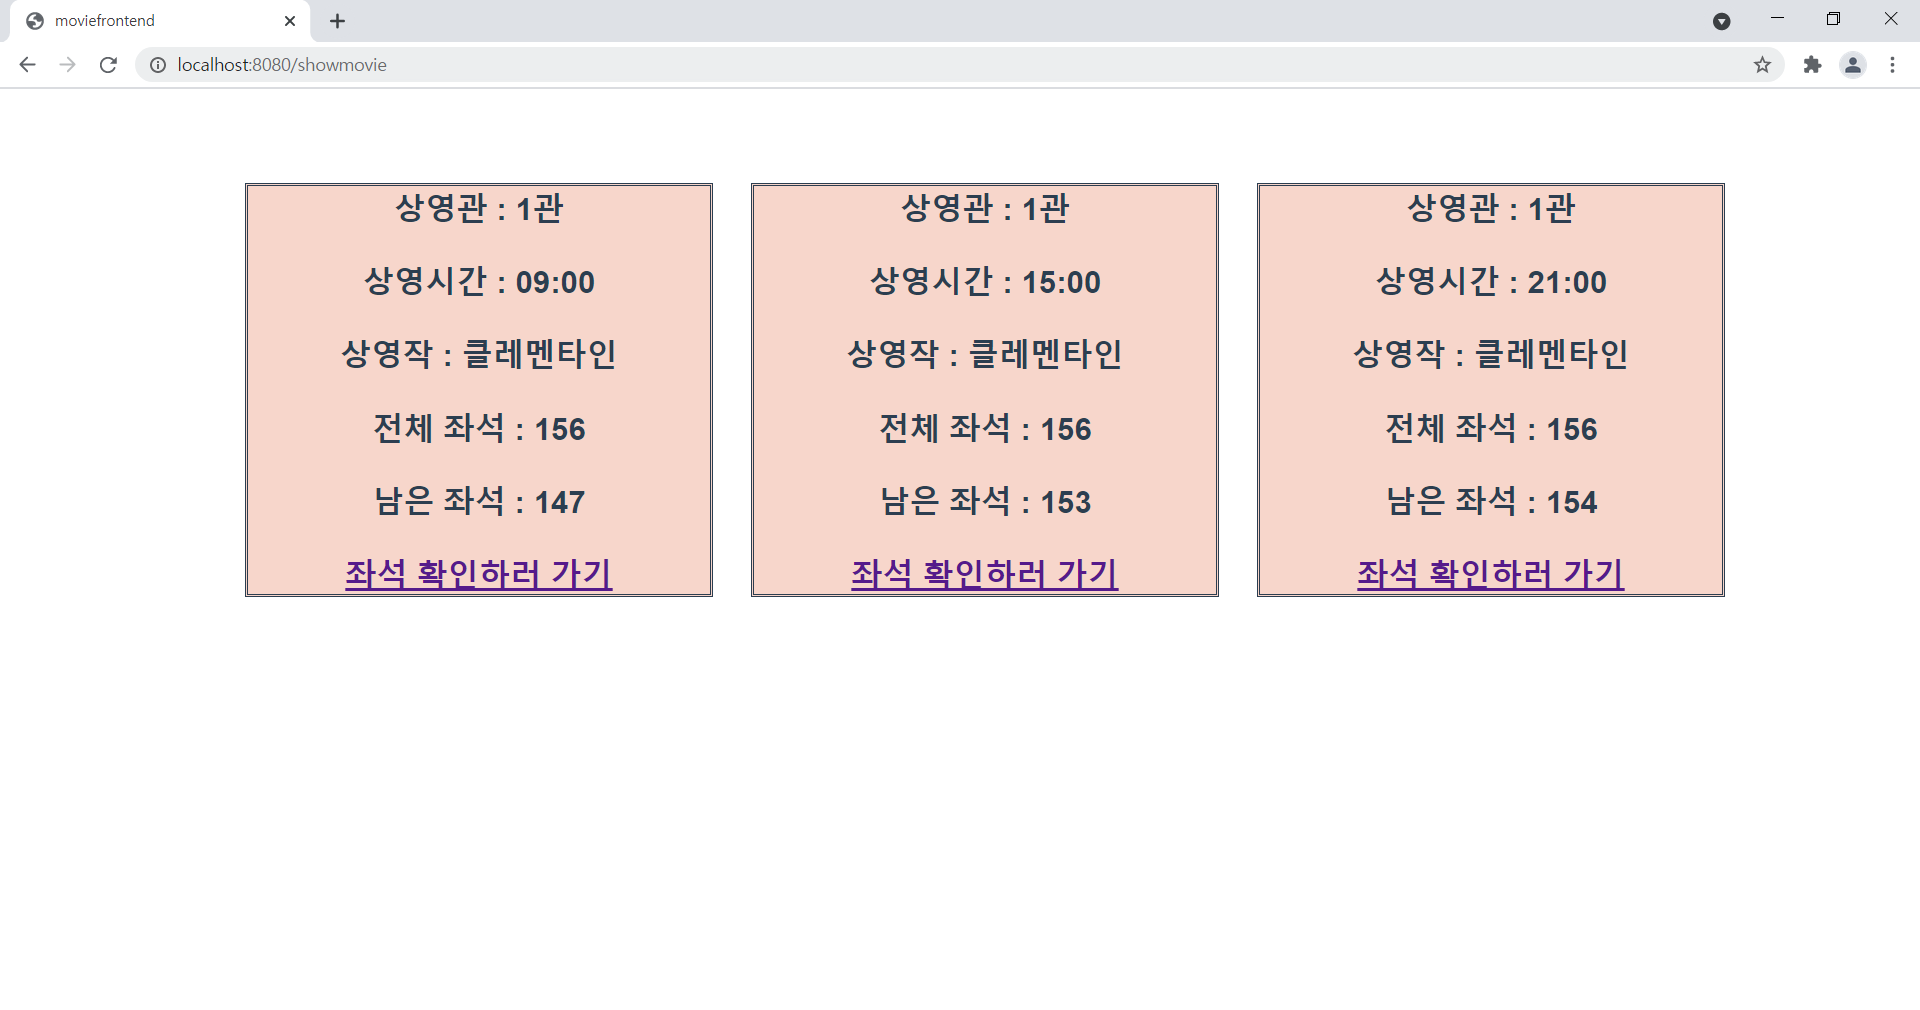 moviefrontend
localhost:8080/showmovie
상영관 : 1관
상영시간 : 09:00
상영작 : 클레멘타인
전체 좌석 : 156
남은 좌석 : 147
좌석 확인하러 가기
상영관 : 1관
상영시간 : 15:00
상영작 : 클레멘타인
전체 좌석 : 156
남은 좌석 : 153
좌석 확인하러 가기
상영관 : 1관
상영시간 : 21:00
상영작 : 클레멘타인
전체 좌석 : 156
남은 좌석 : 154
좌석 확인하러 가기